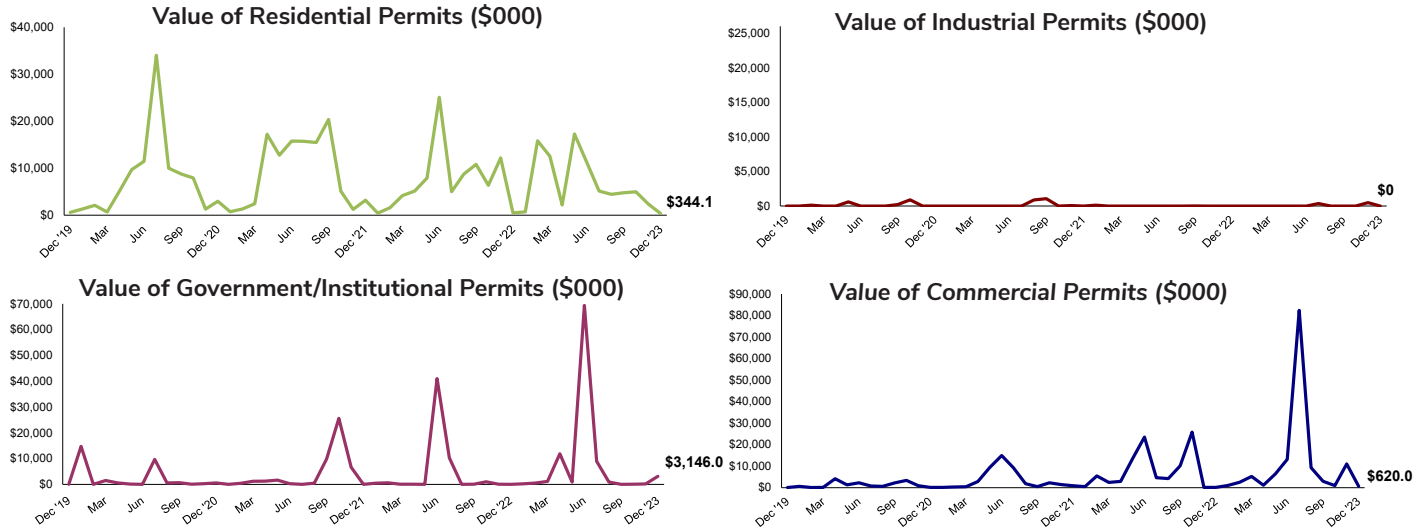 Value of Residential Permits ($000)
$40,000
$30,000
$20,000
$10,000
$0
$344.1
Dec '19
Mar
Jun
Sep
Dec '20
Mar
Jun
Sep
Dec '21
Mar
Jun
Sep
Dec '22
Mar
Jun
Sep
Dec '23
Value of Industrial Permits ($000)
$25,000
$20,000
$15,000
$10,000
$5,000
$0
$0
Dec '19
Mar
Jun
Sep
Dec '20
Mar
Jun
Sep
Dec '21
Mar
Jun
Sep
Dec '22
Mar
Jun
Sep
Dec '23
Value of Government/Institutional Permits ($000)
$70,000
$60,000
$50,000
$40,000
$30,000
$20,000
$10,000
$0
$3,146.0
Dec '19
Mar
Jun
Sep
Dec '20
Mar
Jun
Sep
Dec '21
Mar
Jun
Sep
Dec '22
Mar
Jun
Sep
Dec '23
Value of Commercial Permits ($000)
$90,000
$80,000
$70,000
$60,000
$50,000
$40,000
$30,000
$20,000
$10,000
$0
$620.0
Dec '19
Mar
Jun
Sep
Dec '20
Mar
Jun
Sep
Dec '21
Mar
Jun
Sep
Dec '22
Mar
Jun
Sep
Dec '23